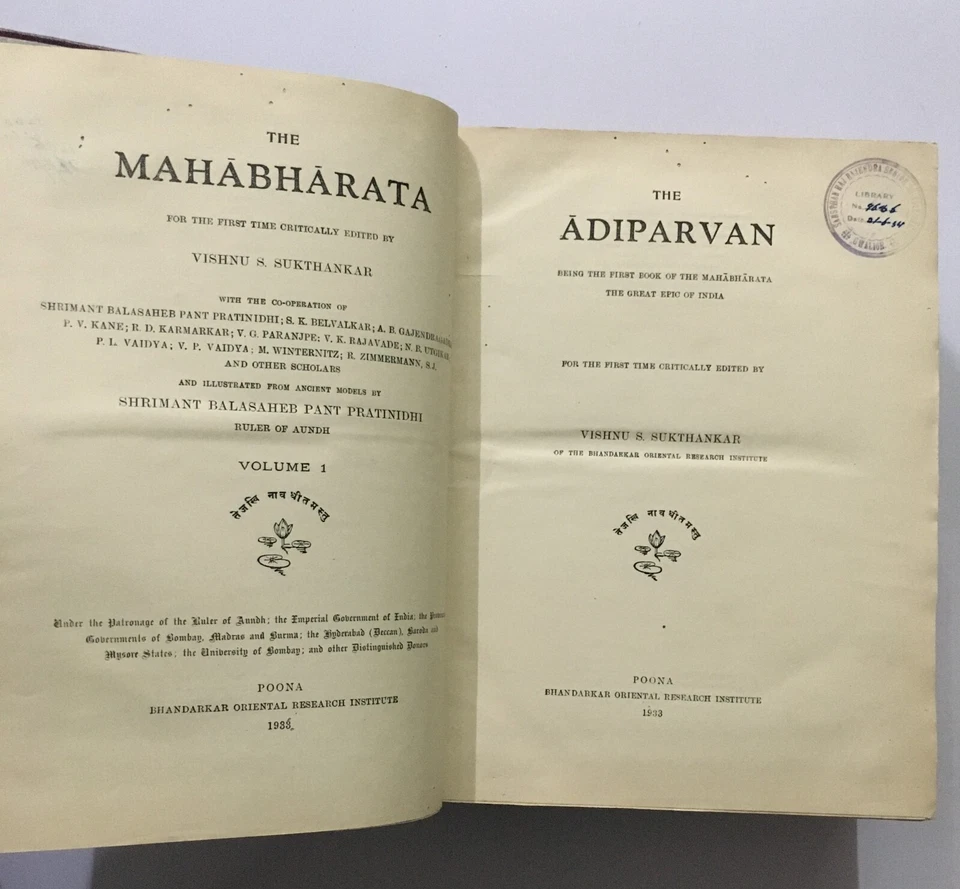 THE
MAHĀBHĀRATA
FOR THE FIRST TIME CRITICALLY EDITED BY
VISHNU S. SUKTHANKAR
WITH THE CO-OPERATION OF
SHRIMANT BALASAHEB PANT PRATINIDHI; S. K. BELVALKAR; A. B. GAJENDRAGADKAR
P. V. KANE; R. D. KARMARKAR; V. G. PARANJPE; V. K. RAJAVADE; N. B. UTGIKAR
P. L. VAIDYA; V. P. VAIDYA; M. WINTERNITZ; R. ZIMMERMANN, S.J.
AND OTHER SCHOLARS
AND ILLUSTRATED FROM ANCIENT MODELS BY
SHRIMANT BALASAHEB PANT PRATINIDHI
RULER OF AUNDH
VOLUME 1
तेजस्वि नावधीतमस्तु
Under the Patronage of the Ruler of Aundh; the Emperial Government of India; the
Governments of Bombay, Madras and Burma; the Hyderabad (Deccan), Baroda and
Mysore States; the University of Bombay; and other Distinguished Donors
POONA
BHANDARKAR ORIENTAL RESEARCH INSTITUTE
1933
THE
ĀDIPARVAN
BEING THE FIRST BOOK OF THE MAHĀBHĀRATA
THE GREAT EPIC OF INDIA
FOR THE FIRST TIME CRITICALLY EDITED BY
VISHNU S. SUKTHANKAR
OF THE BHANDARKAR ORIENTAL RESEARCH INSTITUTE
तेजस्वि नावधीतमस्तु
POONA
BHANDARKAR ORIENTAL RESEARCH INSTITUTE
1933
LIBRARY
No.
Date
GWALIOR